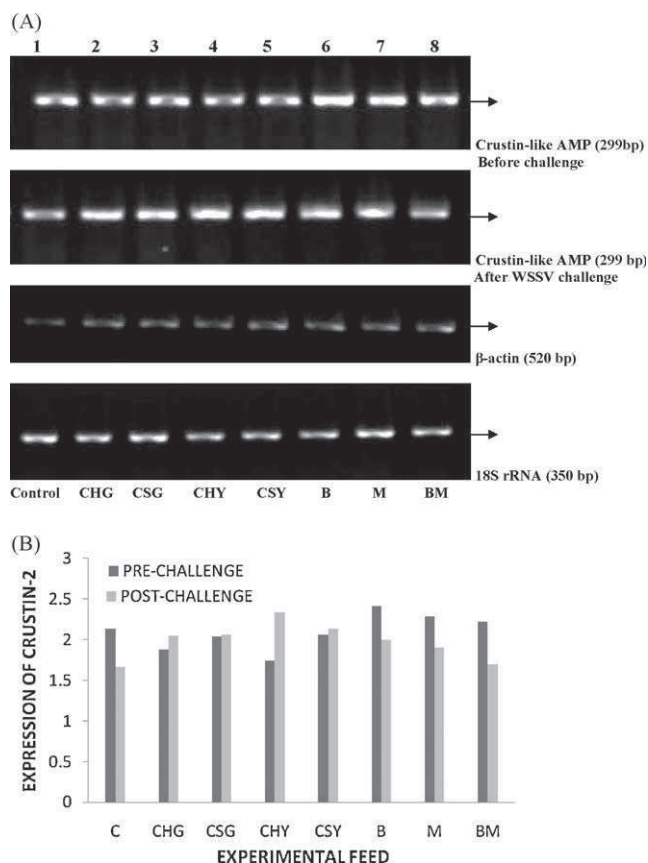 (A)
1 2 3 4 5 6 7 8
Crustin-like AMP (299bp)
Before challenge
Crustin-like AMP (299 bp)
After WSSV challenge
β-actin (520 bp)
18S rRNA (350 bp)
Control CHG CSG CHY CSY B M BM
(B)
EXPRESSION OF CRUSTIN-2
3
2.5
2
1.5
1
0.5
0
PRE-CHALLENGE
POST-CHALLENGE
C CHG CSG CHY CSY B M BM
EXPERIMENTAL FEED